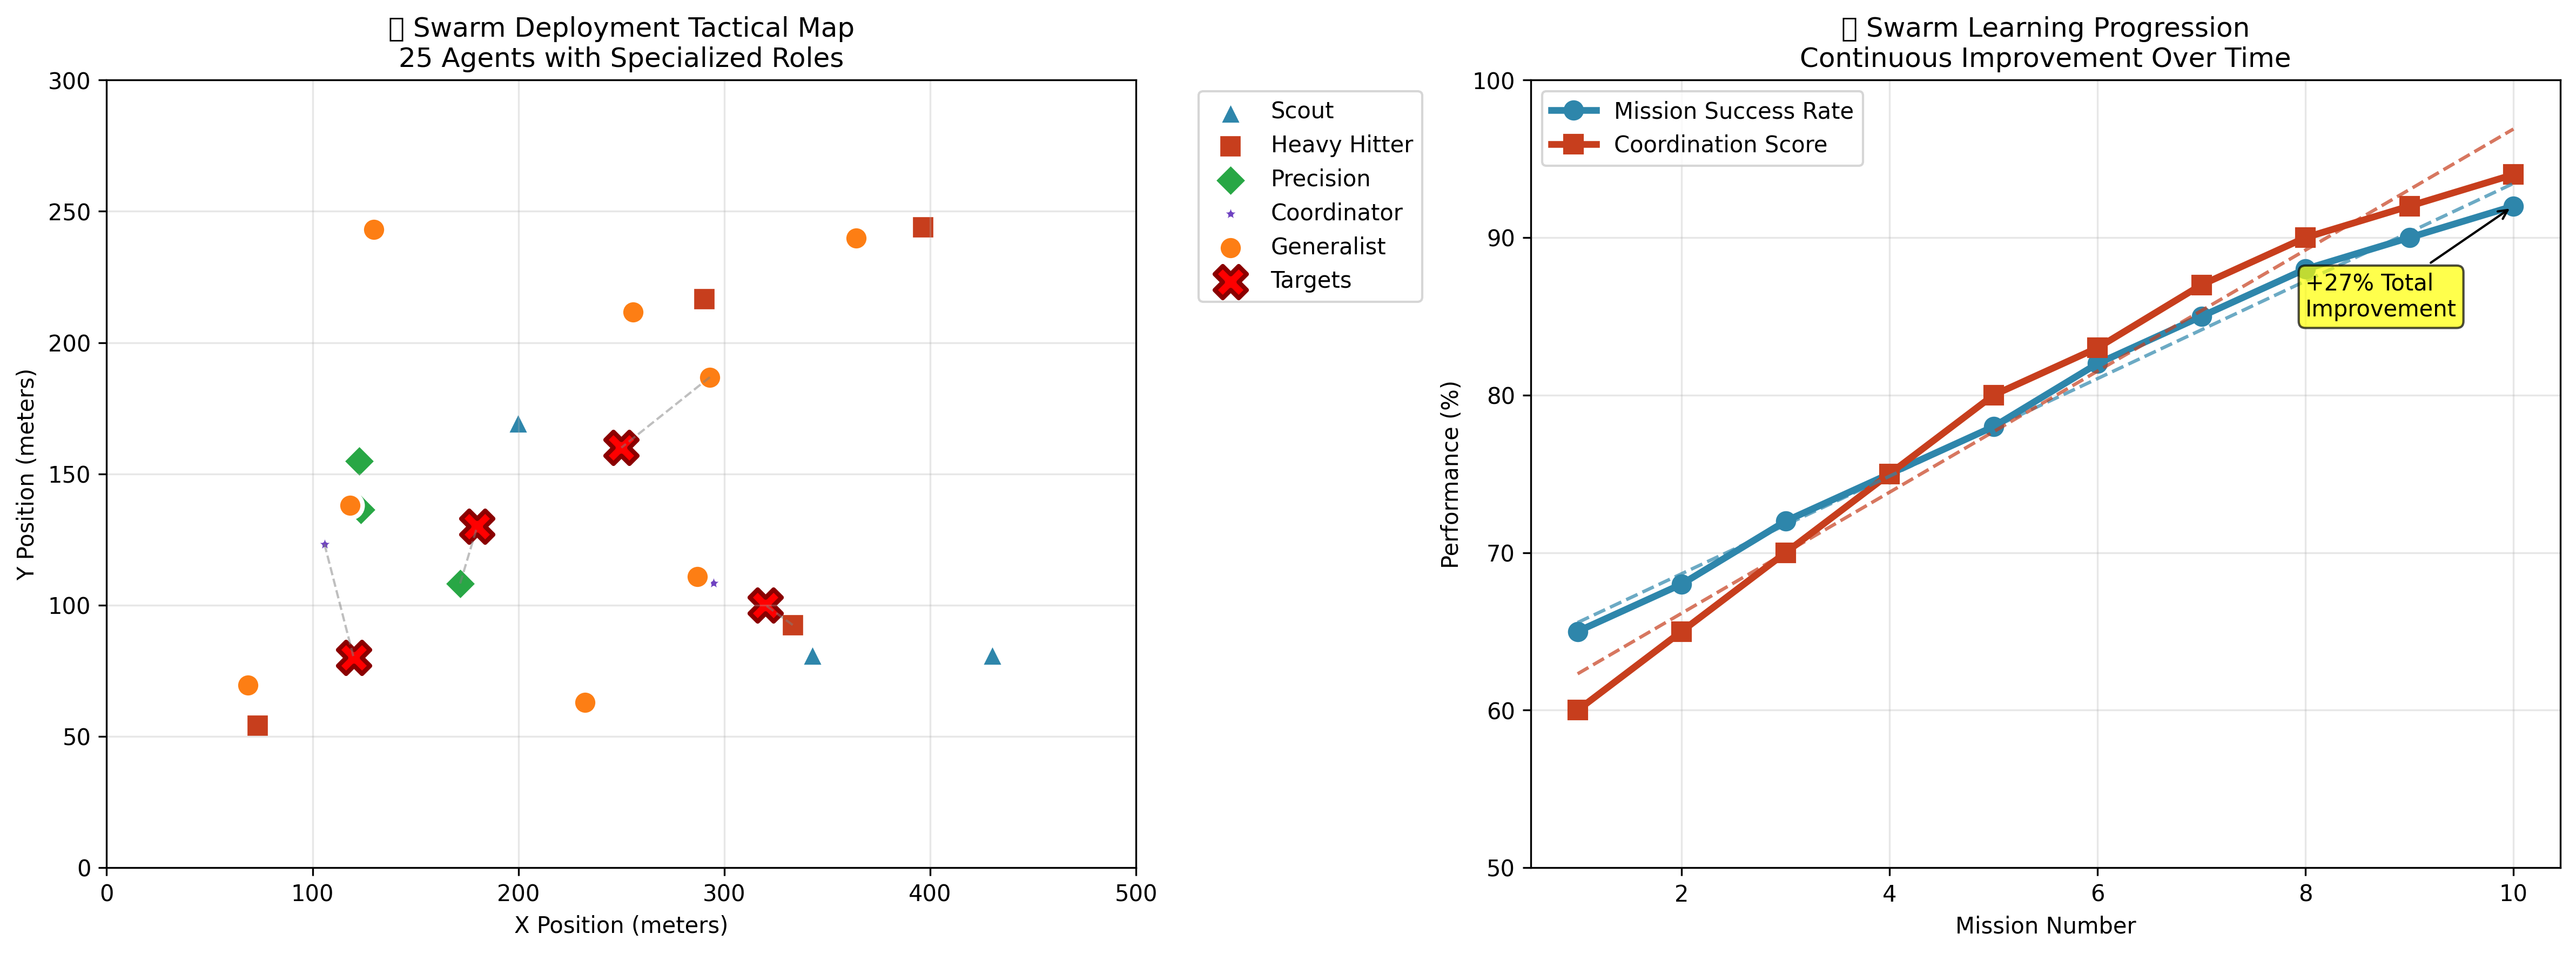 ▯ Swarm Deployment Tactical Map
25 Agents with Specialized Roles
300
250
200
150
100
50
0
0 100 200 300 400 500
Y Position (meters)
X Position (meters)
Scout
Heavy Hitter
Precision
Coordinator
Generalist
Targets
▯ Swarm Learning Progression
Continuous Improvement Over Time
Mission Success Rate
Coordination Score
100
90
80
70
60
50
2 4 6 8 10
Performance (%)
Mission Number
+27% Total
Improvement